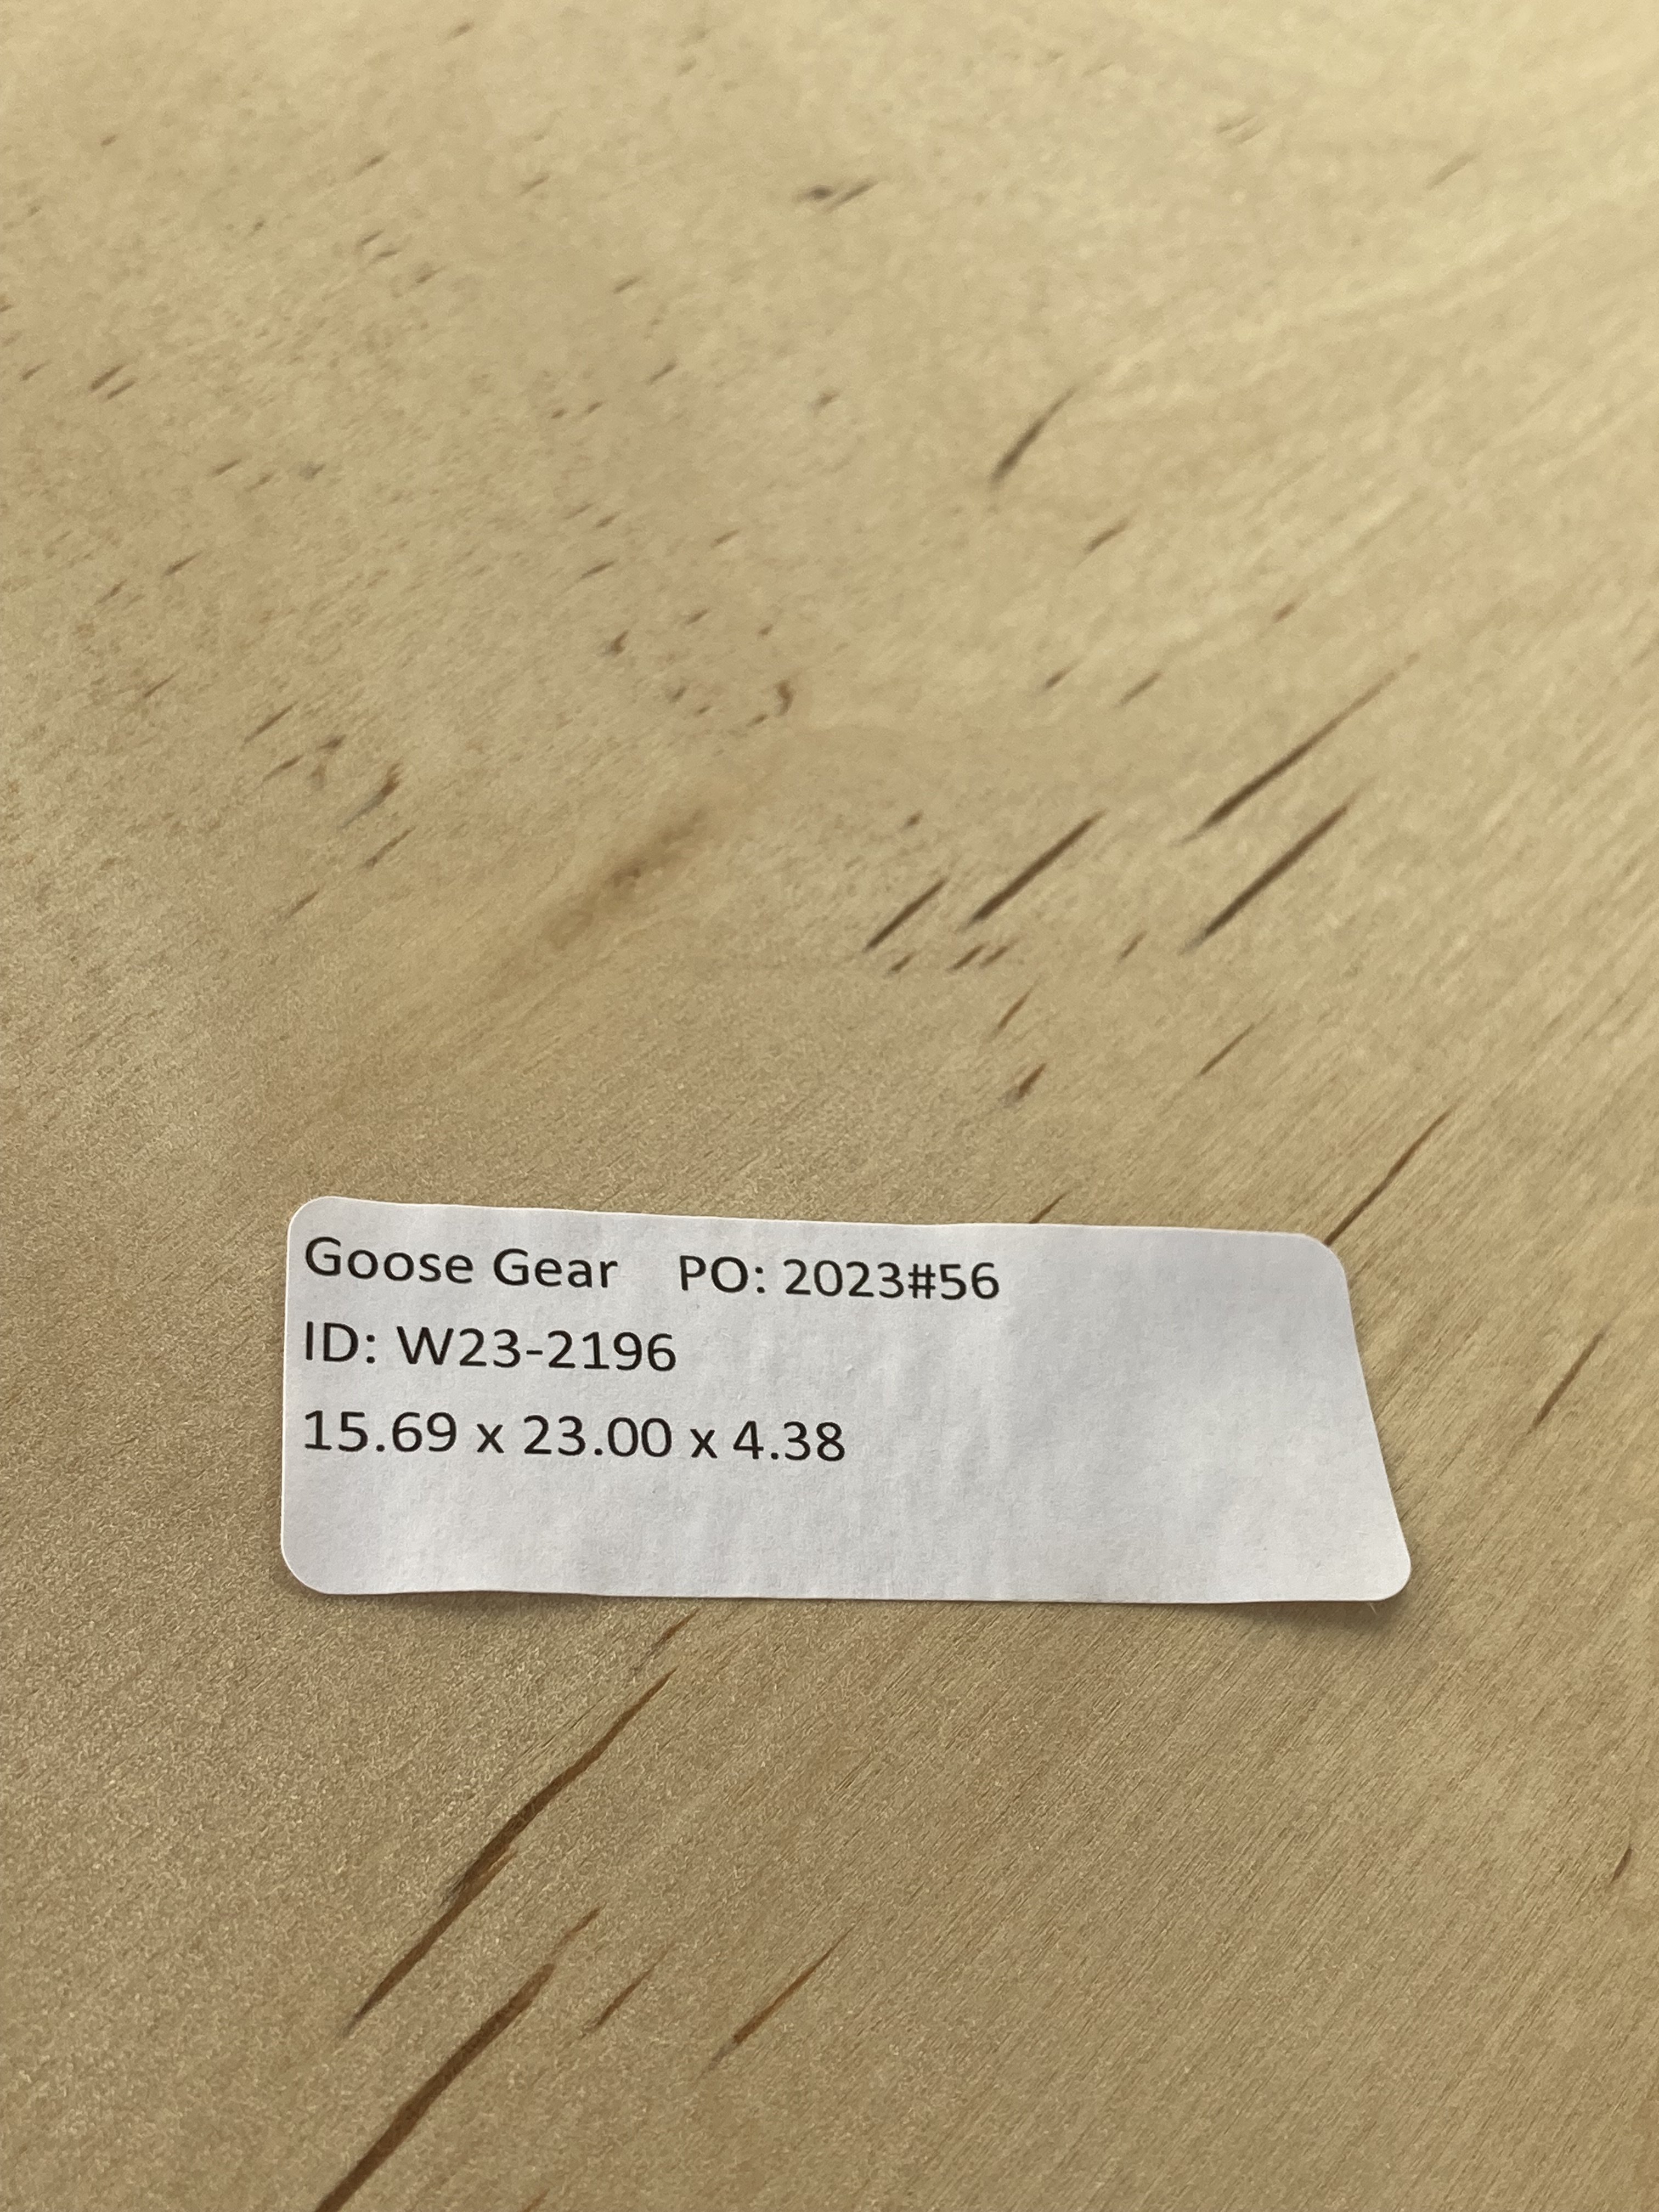 Goose Gear PO: 2023#56
ID: W23-2196
15.69 x 23.00 x 4.38